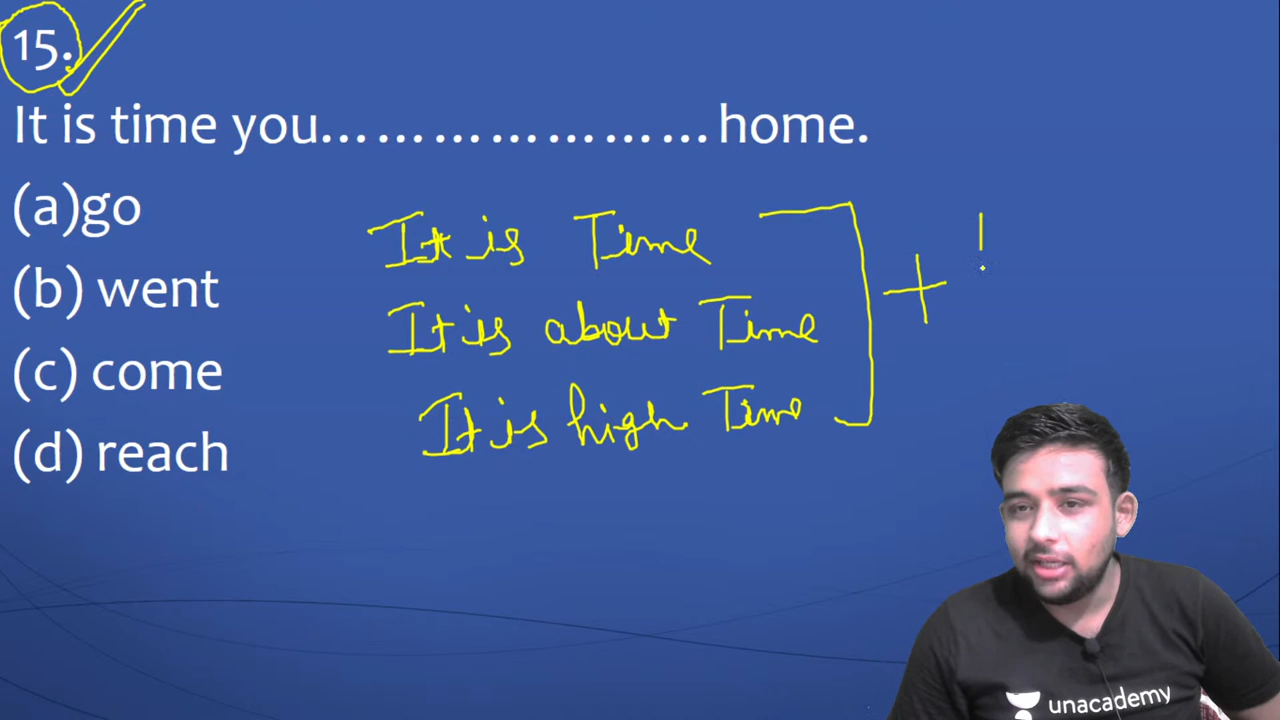 15.
It is time you.....................home.
(a)go
(b) went
(c) come
(d) reach
It is Time
It is about Time
It is high Time
+
unacademy